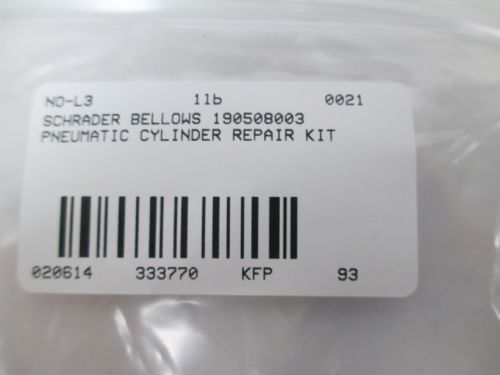 NO-L3 1lb 0021
SCHRADER BELLOWS 190508003
PNEUMATIC CYLINDER REPAIR KIT
020614 333770 KFP 93